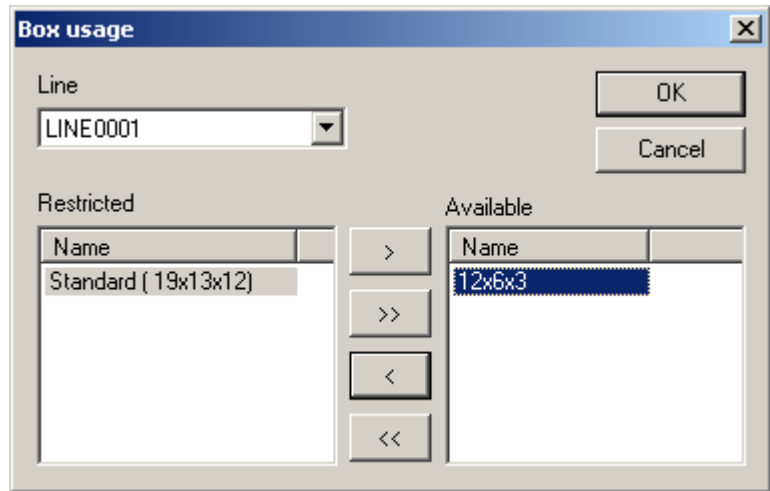 Box usage
Line
OK
LINE0001
Cancel
Restricted
Available
Name
Name
Standard ( 19x13x12)
12x6x3
>
>>
<
<<